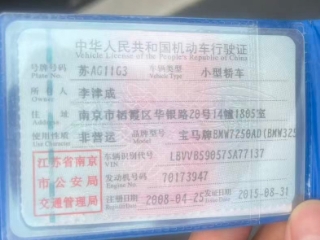 中华人民共和国机动车行驶证
Vehicle License of the People's Republic of China
号牌号码 苏AG11G3 车辆类型 小型轿车
Plate No. Vehicle Type
所有人 李津成
Owner
住址 南京市栖霞区华银路28号14幢1805室
Address
使用性质 非营运 品牌型号 宝马牌BMW7250AD(BMW325
Use Character Model
江苏省南京
市公安局
交通管理局
车辆识别代号 LBVVB59057SA77137
VIN
发动机号码 70173947
Engine No.
注册日期 2008-04-25 发证日期 2015-08-31
Register Date Issue Date